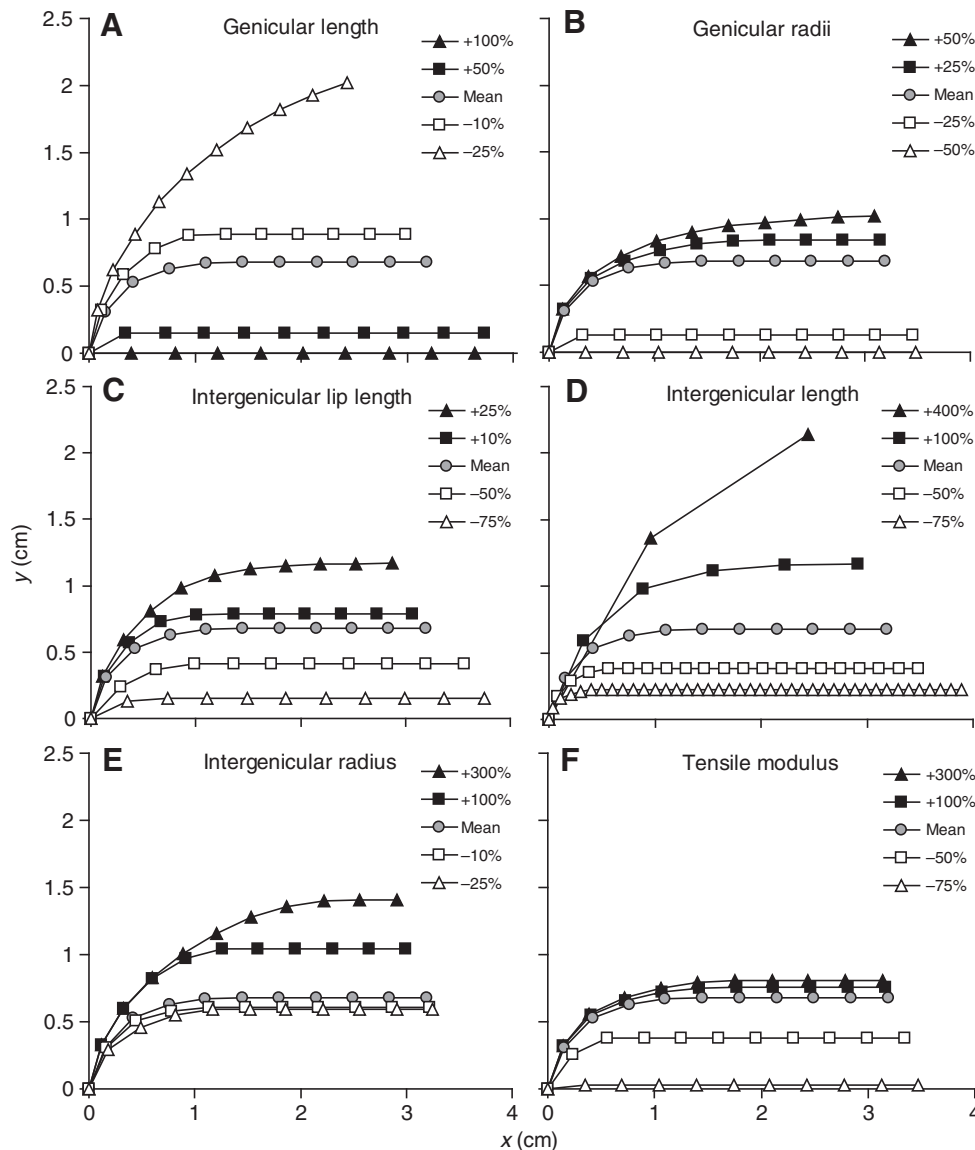 A
Genicular length
+100%
+50%
Mean
–10%
–25%
2.5
2
1.5
1
0.5
0
B
Genicular radii
+50%
+25%
Mean
–25%
–50%
C
Intergenicular lip length
+25%
+10%
Mean
–50%
–75%
2.5
2
1.5
1
0.5
0
D
Intergenicular length
+400%
+100%
Mean
–50%
–75%
y (cm)
E
Intergenicular radius
+300%
+100%
Mean
–10%
–25%
2.5
2
1.5
1
0.5
0
0 1 2 3 4
F
Tensile modulus
+300%
+100%
Mean
–50%
–75%
0 1 2 3 4
x (cm)